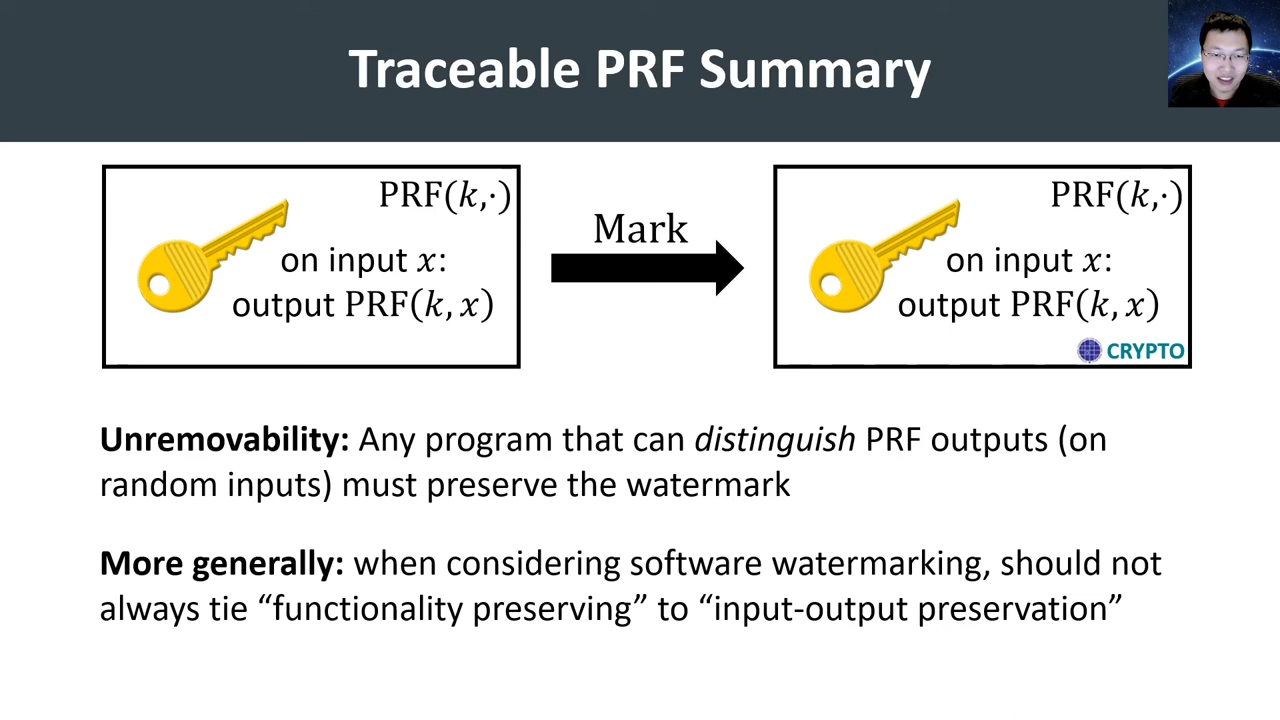 Traceable PRF Summary
PRF(k,·)
on input x:
output PRF(k, x)
Mark
PRF(k,·)
on input x:
output PRF(k, x)
CRYPTO
Unremovability: Any program that can distinguish PRF outputs (on
random inputs) must preserve the watermark
More generally: when considering software watermarking, should not
always tie “functionality preserving” to “input-output preservation”